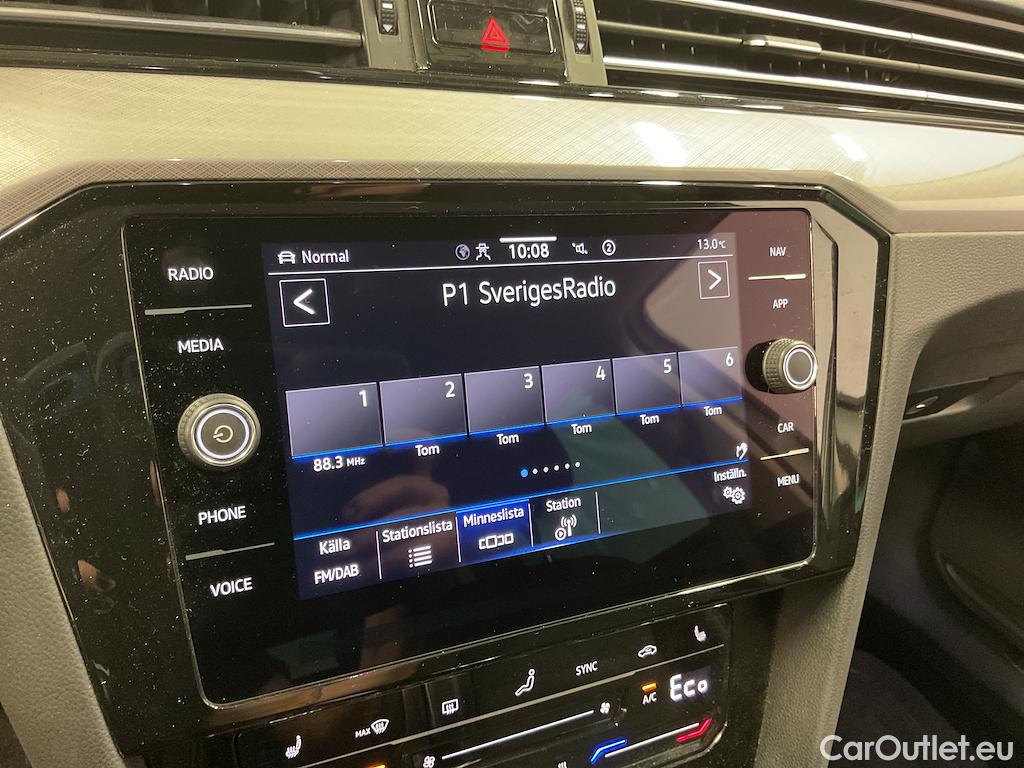 Normal
10:08
2
13.0°C
P1 SverigesRadio
1
2
3
4
5
6
88.3 MHz
Tom
Tom
Tom
Tom
Tom
Källa
FM/DAB
Stationslista
Minneslista
Station
Inställn.
RADIO
MEDIA
PHONE
VOICE
NAV
APP
CAR
MENU
MAX
SYNC
A/C
Eco
CarOutlet.eu